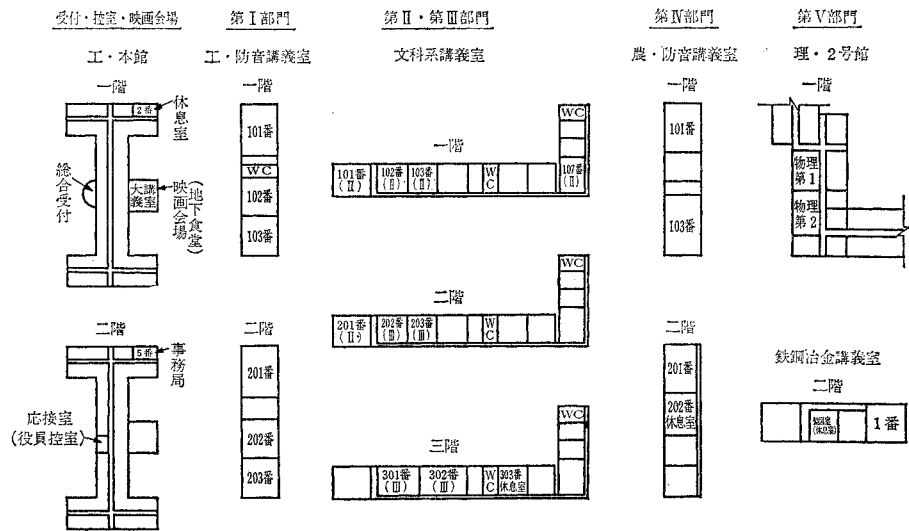 受付・控室・映画会場
工・本館
一階
2番
休息室
総合受付
大講義室
映画会場
(地下食堂)
二階
5番
事務局
応接室
(役員控室)
第Ⅰ部門
工・防音講義室
一階
101番
WC
102番
103番
二階
201番
202番
203番
第Ⅱ・第Ⅲ部門
文科系講義室
一階
WC
101番
(Ⅱ)
102番
(Ⅱ)
103番
(Ⅱ)
WC
107番
(Ⅱ)
二階
WC
201番
(Ⅱ)
202番
(Ⅲ)
203番
(Ⅲ)
WC
三階
WC
301番
(Ⅲ)
302番
(Ⅲ)
WC
303番
休息室
第Ⅳ部門
農・防音講義室
一階
101番
103番
二階
201番
202番
休息室
第Ⅴ部門
理・2号館
一階
物理
第1
物理
第2
鉄鋼冶金講義室
二階
(休息室)
1番